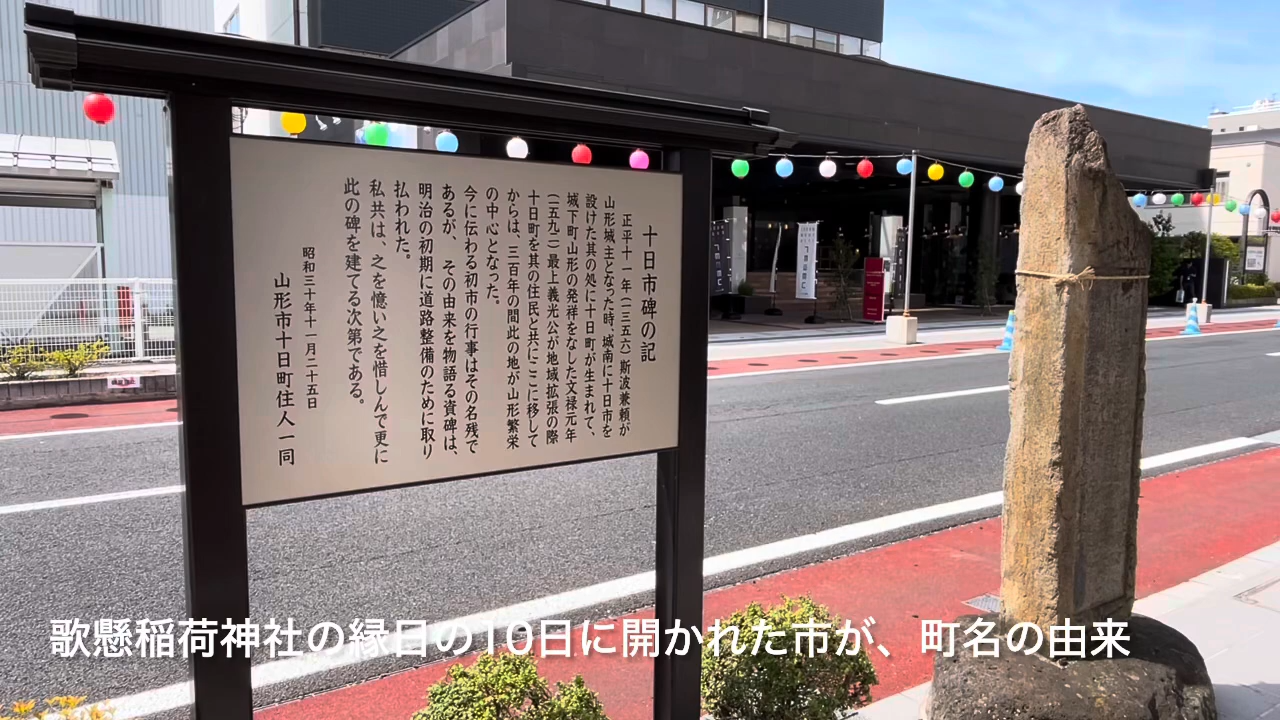 十日市碑の記
正平十一年(一三五六)斯波兼頼が
山形城主となった時、城南に十日市を
設けた其の処に十日町が生まれて、
城下町山形の発祥をなした文禄元年
(一五九二)最上義光公が地域拡張の際
十日町を其の住民と共にここに移して
からは、三百年の間此の地が山形繁栄
の中心となった。
今に伝わる初市の行事はその名残で
あるが、その由来を物語る資碑は、
明治の初期に道路整備のために取り
払われた。
私共は、之を憶い之を惜しんで更に
此の碑を建てる次第である。
昭和三十年十一月二十五日
山形市十日町住人一同
歌懸稲荷神社の縁日の10日に開かれた市が、町名の由来